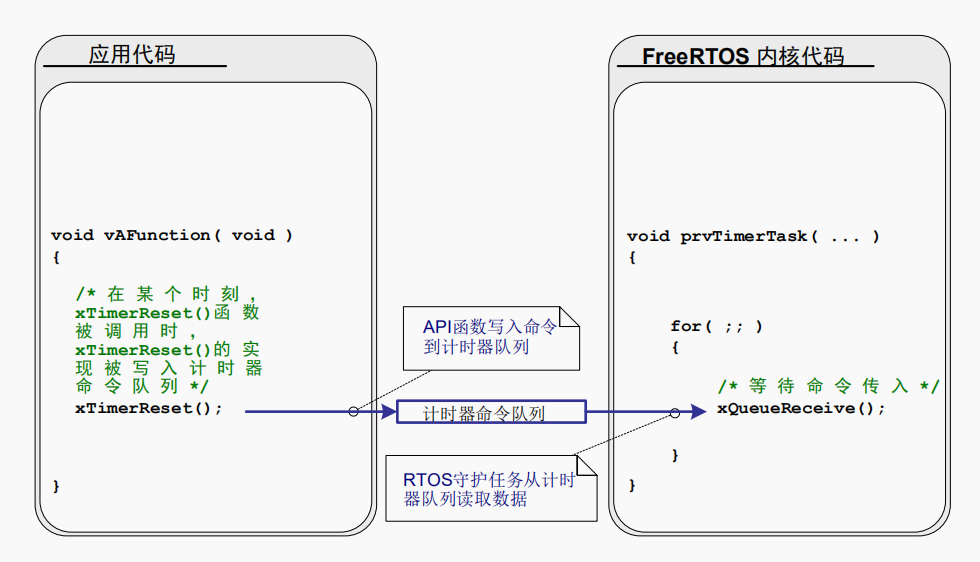 应用代码
void vAFunction( void )
{
/* 在某个时刻,
xTimerReset()函数
被调用时,
xTimerReset()的实
现被写入计时器
命令队列 */
xTimerReset();
}
API函数写入命令
到计时器队列
计时器命令队列
RTOS守护任务从计时
器队列读取数据
FreeRTOS 内核代码
void prvTimerTask( ... )
{
for( ;; )
{
/* 等待命令传入 */
xQueueReceive();
}
}